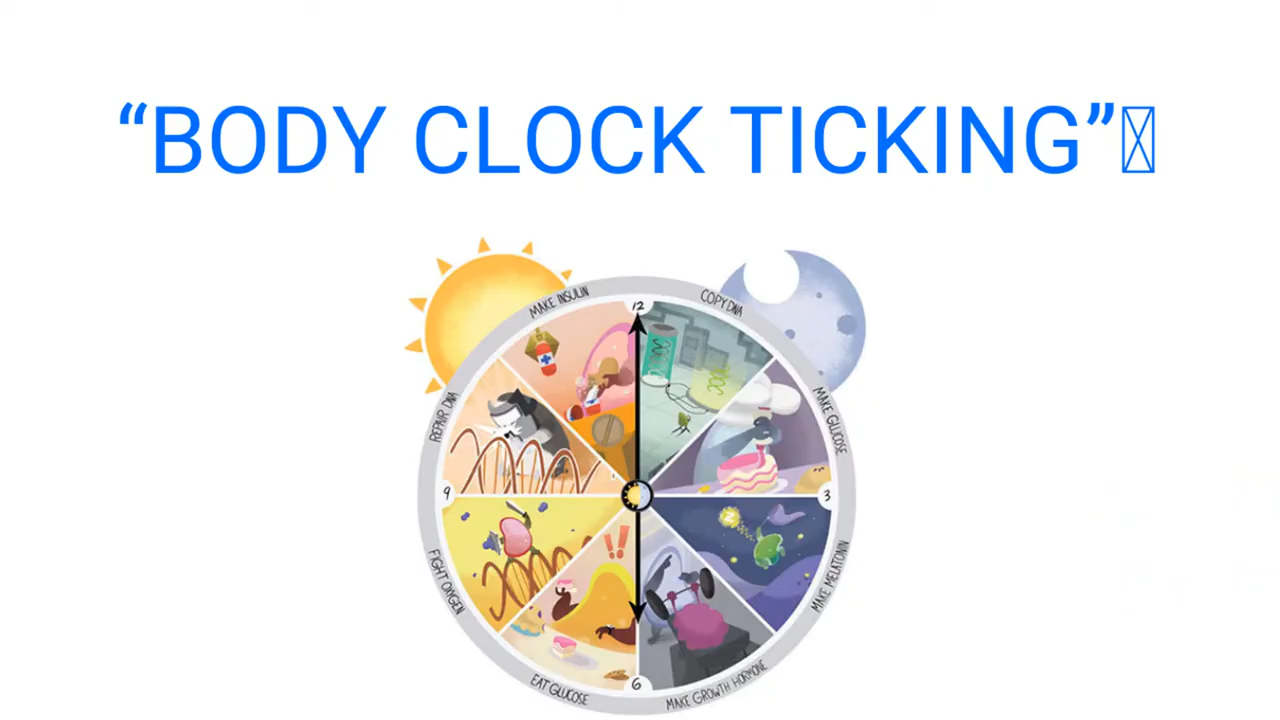 “BODY CLOCK TICKING”
MAKE INSULIN
12
COPY DNA
REPAIR DNA
MAKE GLUCOSE
9
3
FIGHT OXYGEN
MAKE MELATONIN
6
EAT GLUCOSE
MAKE GROWTH HORMONE
!!
Z